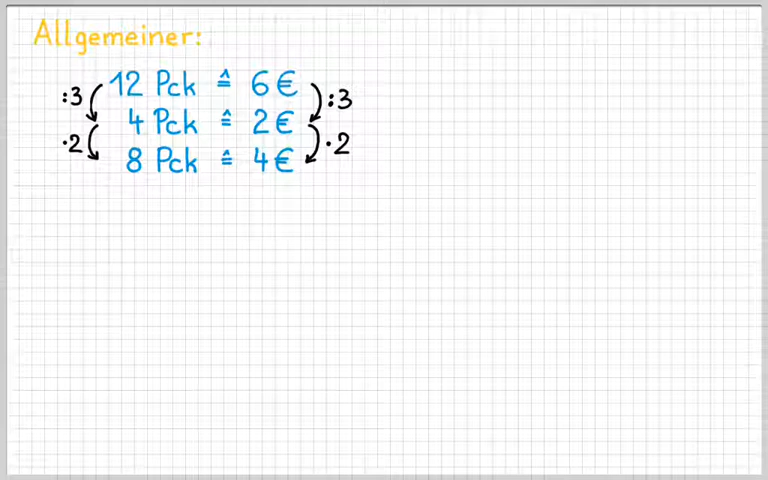 Allgemeiner:
:3 12 Pck ≙ 6€ :3
4 Pck ≙ 2€
·2 8 Pck ≙ 4€ ·2